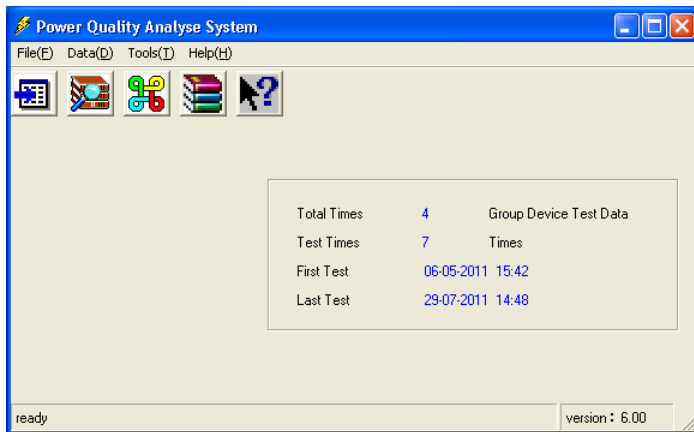 Power Quality Analyse System
File(F) Data(D) Tools(T) Help(H)
?
Total Times 4 Group Device Test Data
Test Times 7 Times
First Test 06-05-2011 15:42
Last Test 29-07-2011 14:48
ready version: 6.00